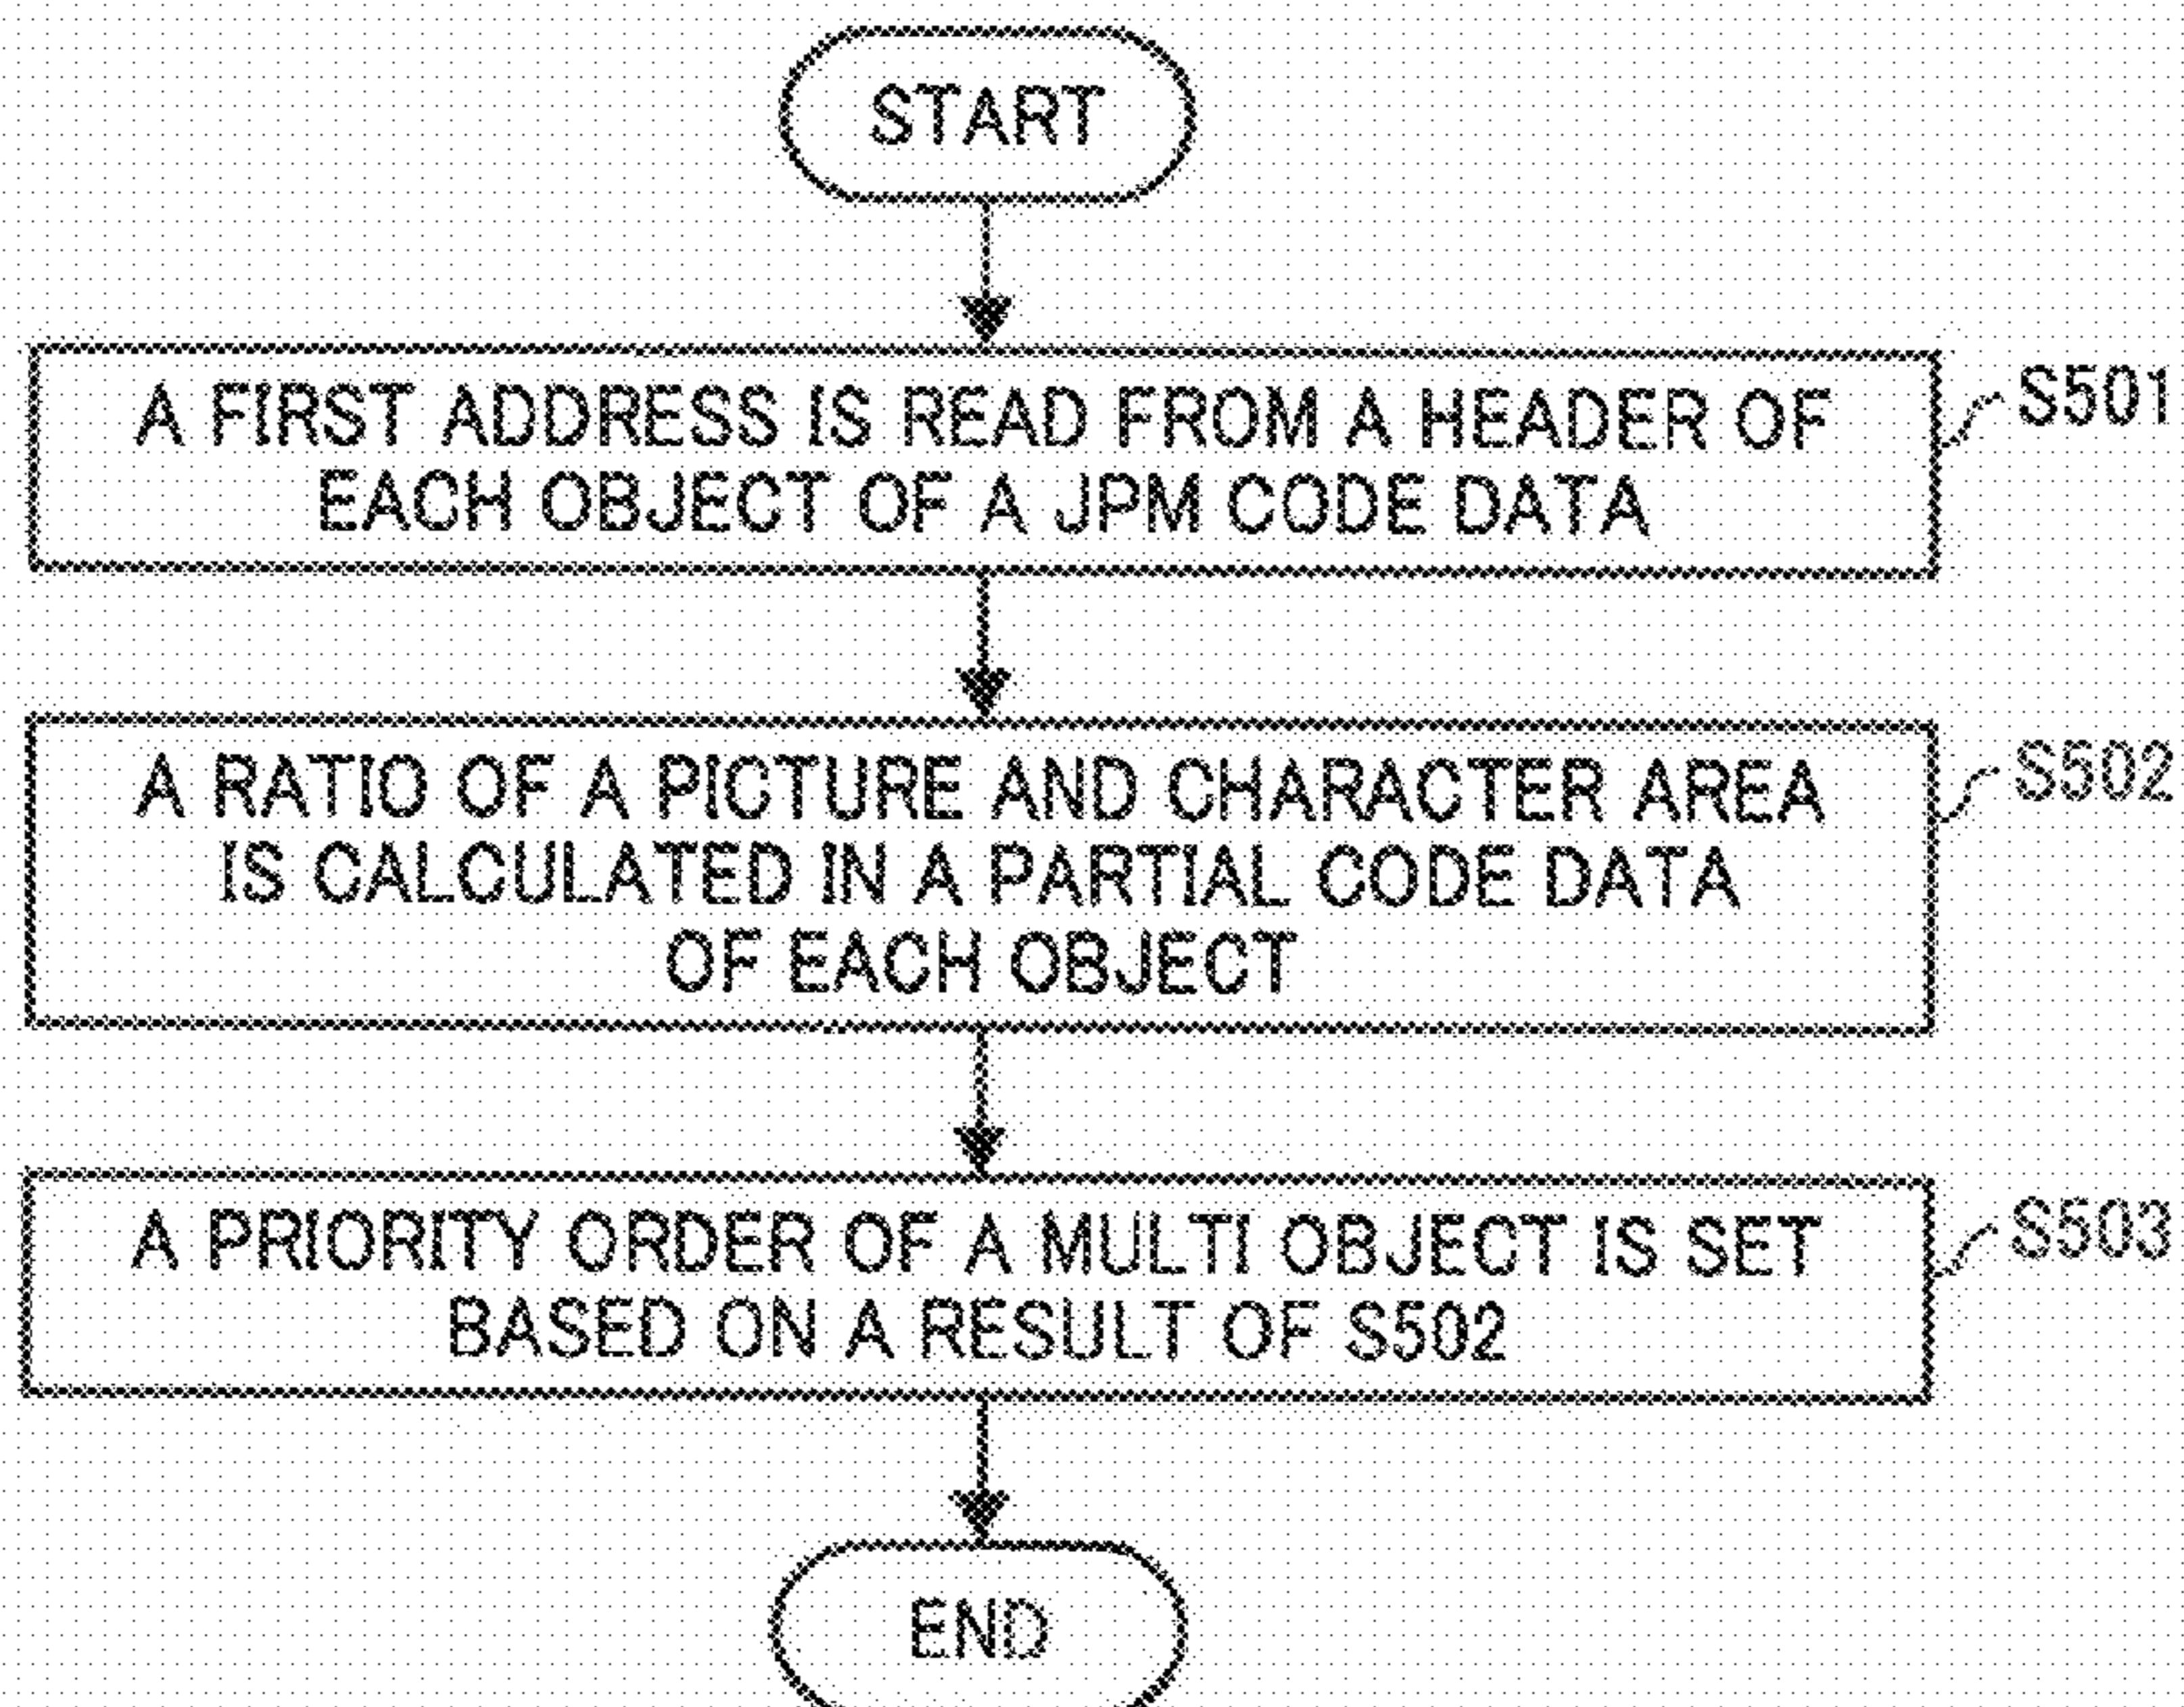 START
A FIRST ADDRESS IS READ FROM A HEADER OF
EACH OBJECT OF A JPM CODE DATA
S501
A RATIO OF A PICTURE AND CHARACTER AREA
IS CALCULATED IN A PARTIAL CODE DATA
OF EACH OBJECT
S502
A PRIORITY ORDER OF A MULTI OBJECT IS SET
BASED ON A RESULT OF S502
S503
END